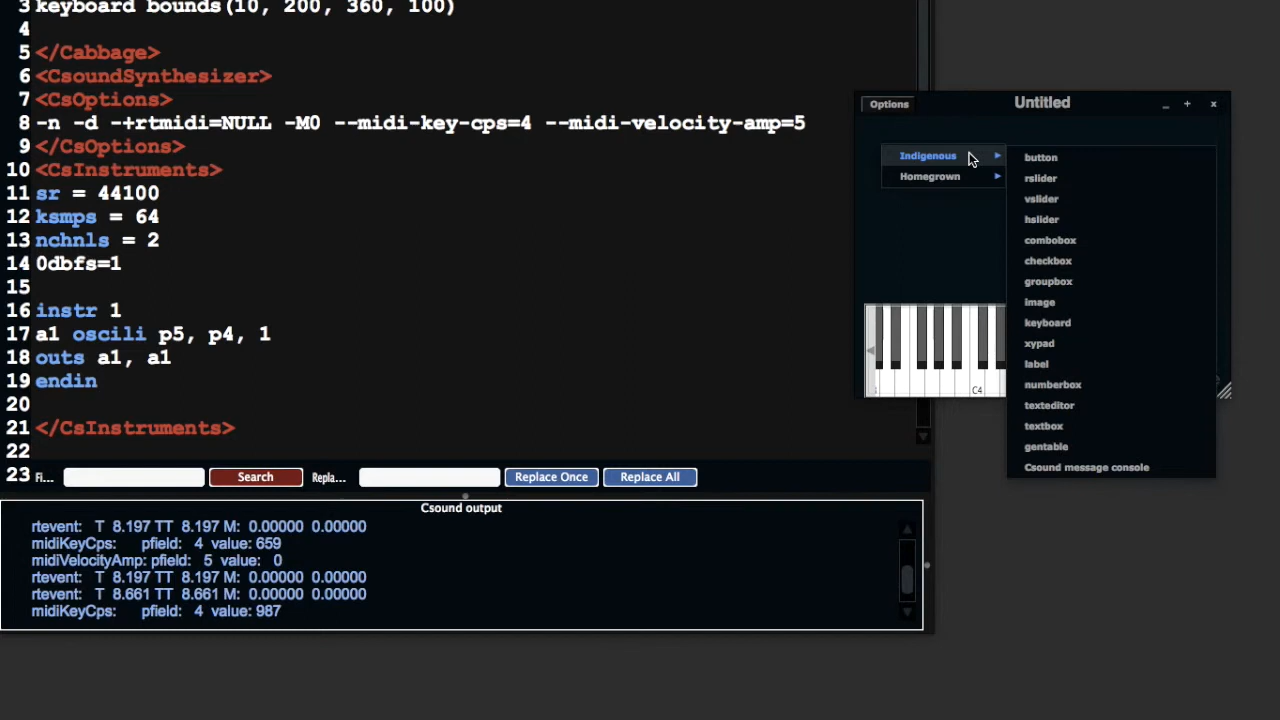 3 keyboard bounds(10, 200, 360, 100)
4
5 </Cabbage>
6 <CsoundSynthesizer>
7 <CsOptions>
8 -n -d -+rtmidi=NULL -M0 --midi-key-cps=4 --midi-velocity-amp=5
9 </CsOptions>
10 <CsInstruments>
11 sr = 44100
12 ksmps = 64
13 nchnls = 2
14 0dbfs=1
15
16 instr 1
17 a1 oscili p5, p4, 1
18 outs a1, a1
19 endin
20
21 </CsInstruments>
22
23
Fi... Search Repla... Replace Once Replace All
Csound output
rtevent: T 8.197 TT 8.197 M: 0.00000 0.00000
midiKeyCps: pfield: 4 value: 659
midiVelocityAmp: pfield: 5 value: 0
rtevent: T 8.197 TT 8.197 M: 0.00000 0.00000
rtevent: T 8.661 TT 8.661 M: 0.00000 0.00000
midiKeyCps: pfield: 4 value: 987
Options Untitled
Indigenous
Homegrown
button
rslider
vslider
hslider
combobox
checkbox
groupbox
image
keyboard
xypad
label
numberbox
texteditor
textbox
gentable
Csound message console
C4